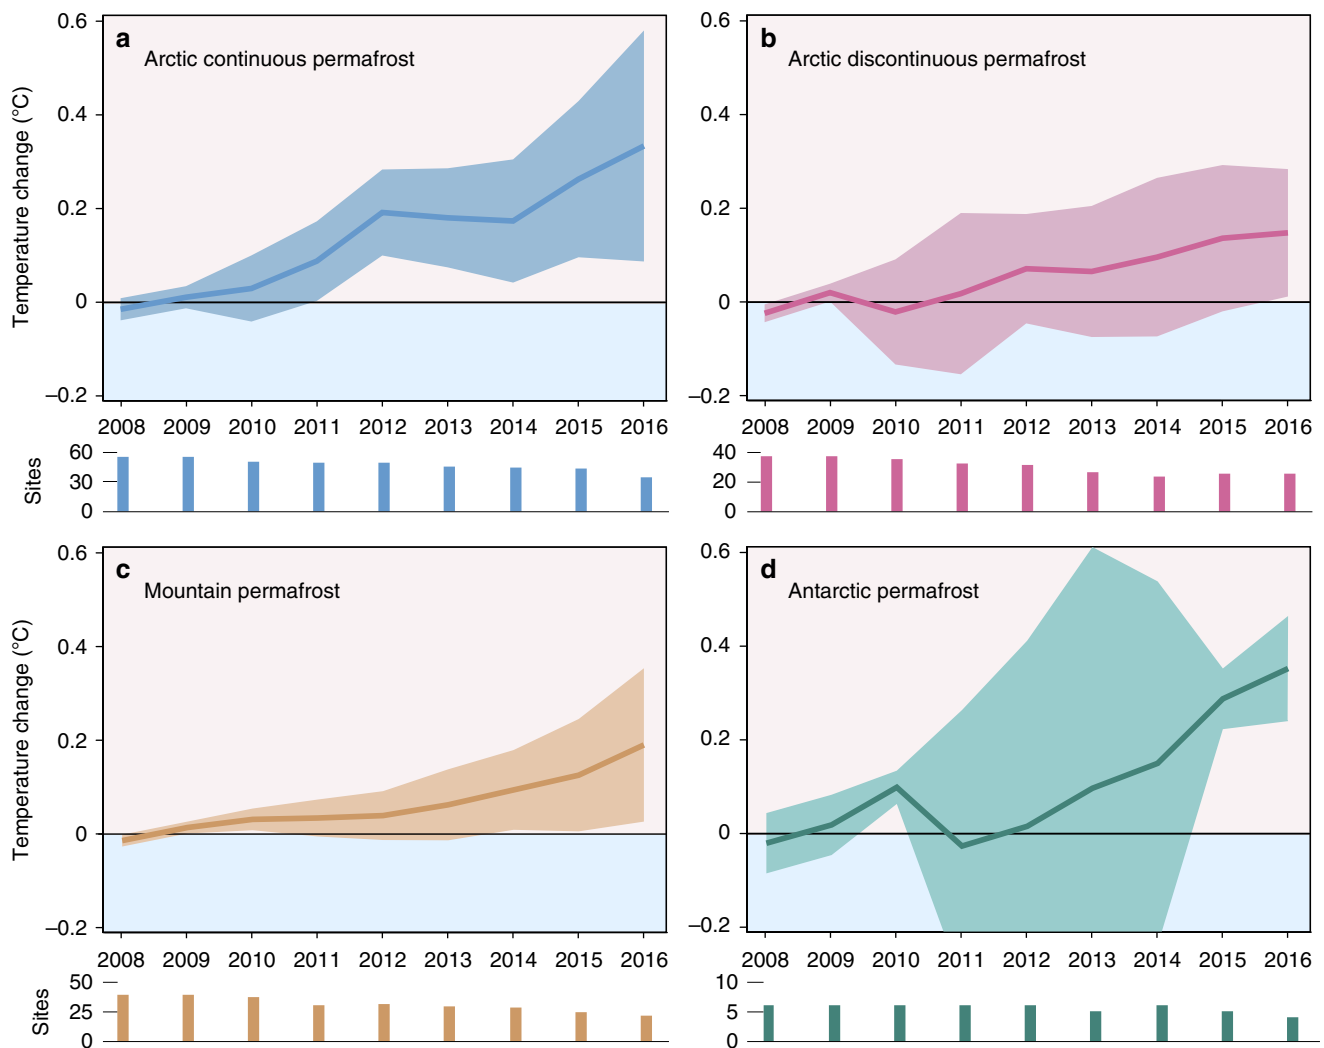 a
Arctic continuous permafrost
Temperature change (°C)
0.6
0.4
0.2
0
–0.2
2008 2009 2010 2011 2012 2013 2014 2015 2016
Sites
60
30
0
b
Arctic discontinuous permafrost
0.6
0.4
0.2
0
–0.2
2008 2009 2010 2011 2012 2013 2014 2015 2016
40
20
0
c
Mountain permafrost
Temperature change (°C)
0.6
0.4
0.2
0
–0.2
2008 2009 2010 2011 2012 2013 2014 2015 2016
Sites
50
25
0
d
Antarctic permafrost
0.6
0.4
0.2
0
–0.2
2008 2009 2010 2011 2012 2013 2014 2015 2016
10
5
0